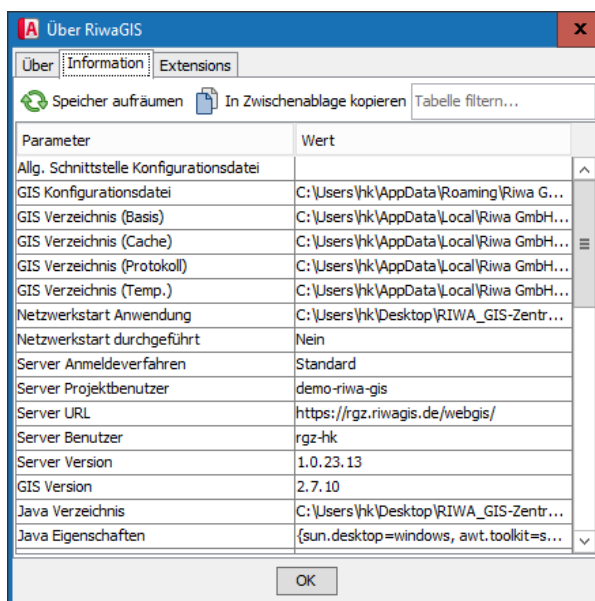 Über RiwaGIS
Über Information Extensions
Speicher aufräumen In Zwischenablage kopieren Tabelle filtern...
Parameter Wert
Allg. Schnittstelle Konfigurationsdatei
GIS Konfigurationsdatei C:\Users\hk\AppData\Roaming\Riwa G...
GIS Verzeichnis (Basis) C:\Users\hk\AppData\Local\Riwa GmbH...
GIS Verzeichnis (Cache) C:\Users\hk\AppData\Local\Riwa GmbH...
GIS Verzeichnis (Protokoll) C:\Users\hk\AppData\Local\Riwa GmbH...
GIS Verzeichnis (Temp.) C:\Users\hk\AppData\Local\Riwa GmbH...
Netzwerkstart Anwendung C:\Users\hk\Desktop\RIWA_GIS-Zentr...
Netzwerkstart durchgeführt Nein
Server Anmeldeverfahren Standard
Server Projektbenutzer demo-riwa-gis
Server URL https://rgz.riwagis.de/webgis/
Server Benutzer rgz-hk
Server Version 1.0.23.13
GIS Version 2.7.10
Java Verzeichnis C:\Users\hk\Desktop\RIWA_GIS-Zentr...
Java Eigenschaften {sun.desktop=windows, awt.toolkit=s...
OK